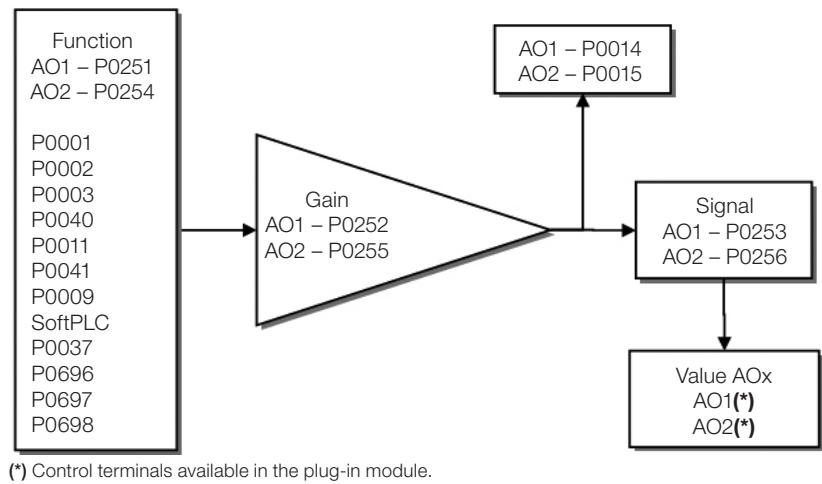 Function
AO1 – P0251
AO2 – P0254
P0001
P0002
P0003
P0040
P0011
P0041
P0009
SoftPLC
P0037
P0696
P0697
P0698
Gain
AO1 – P0252
AO2 – P0255
AO1 – P0014
AO2 – P0015
Signal
AO1 – P0253
AO2 – P0256
Value AOx
AO1(*)
AO2(*)
(*) Control terminals available in the plug-in module.